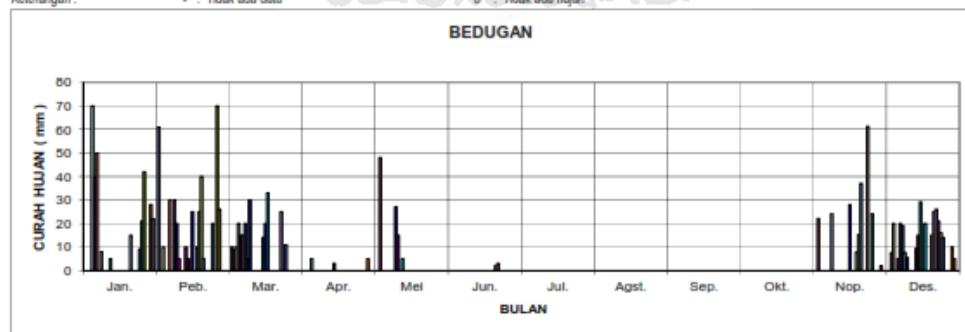 Keterangan :
BEDUGAN
CURAH HUJAN ( mm )
80
70
60
50
40
30
20
10
0
Jan. Peb. Mar. Apr. Mei Jun. Jul. Agst. Sep. Okt. Nop. Des.
BULAN